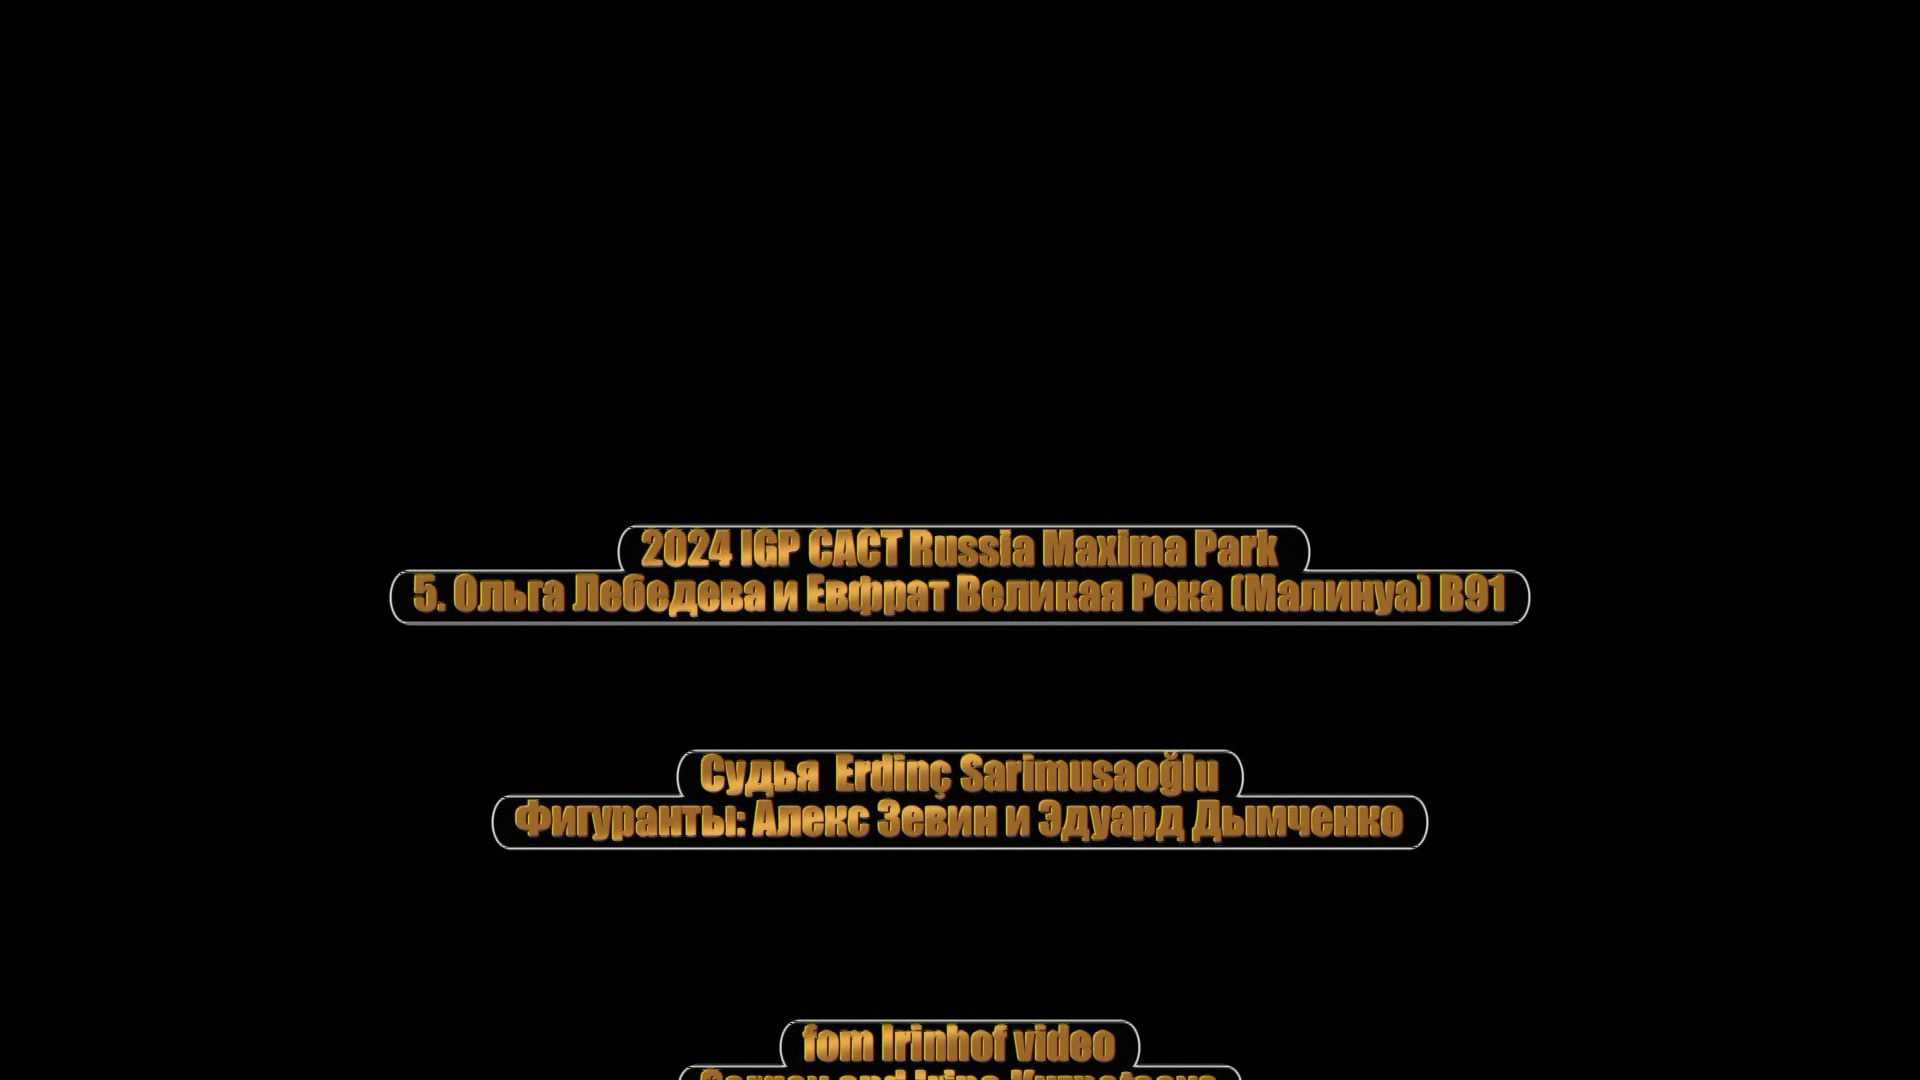 2024 IGP CACT Russia Maxima Park
5. Ольга Лебедева и Евфрат Великая Река (Малинуа) B91
Судья Erdinç Sarimusaoğlu
Фигуранты: Алекс Зевин и Эдуард Дымченко
fom Irinhof video